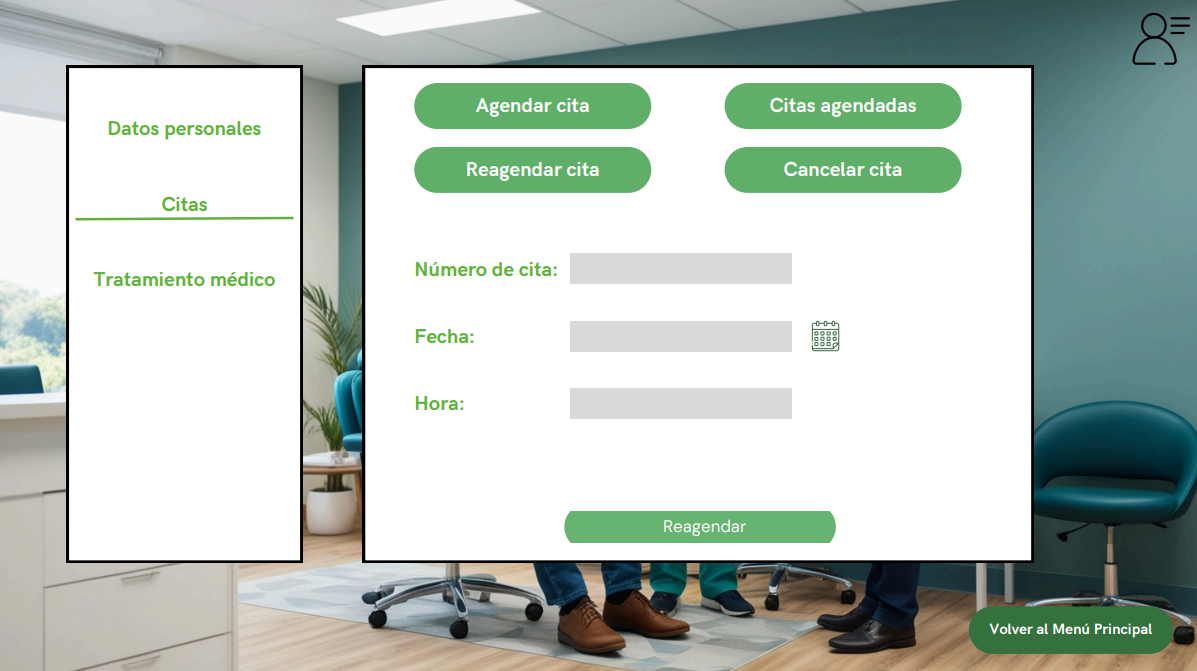 Datos personales
Citas
Tratamiento médico
Agendar cita
Citas agendadas
Reagendar cita
Cancelar cita
Número de cita:
Fecha:
Hora:
Reagendar
Volver al Menú Principal